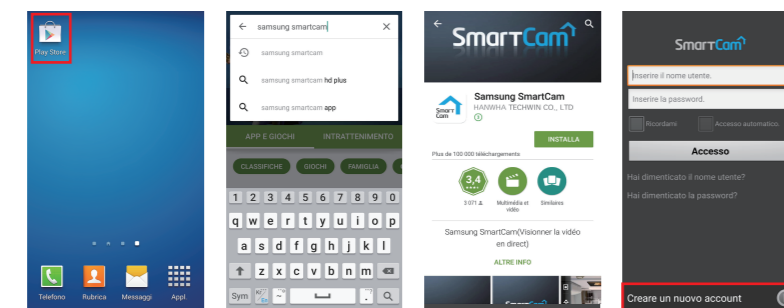 Play Store
Telefono
Rubrica
Messaggi
Appl.
samsung smartcam
samsung smartcam
samsung smartcam hd plus
samsung smartcam app
APP E GIOCHI
INTRATTENIMENTO
CLASSIFICHE
GIOCHI
FAMIGLIA
1 2 3 4 5 6 7 8 9 0
q w e r t y u i o p
a s d f g h j k l
z x c v b n m
Sym
SmarTCam
Smart Cam
Samsung SmartCam
HANWHA TECHWIN CO., LTD
INSTALLA
Plus de 100 000 téléchargements
3,4
3 071
Multimédia et
vidéo
Similaires
Samsung SmartCam(Visionner la vidéo
en direct)
ALTRE INFO
SmarTCam
Inserire il nome utente.
Inserire la password.
Ricordami
Accesso automatico.
Accesso
Hai dimenticato il nome utente?
Hai dimenticato la password?
Creare un nuovo account